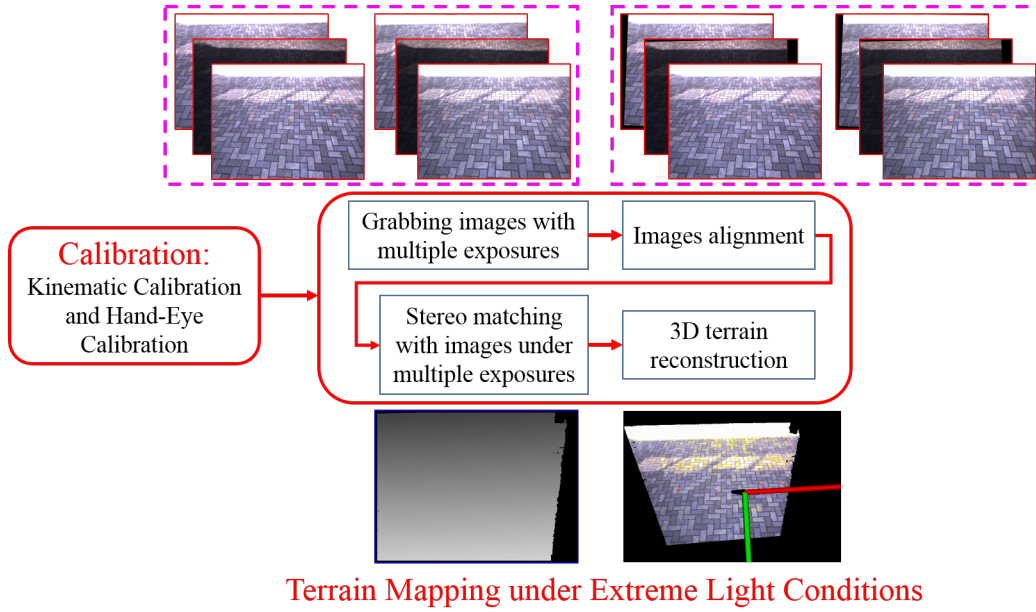 Calibration:
Kinematic Calibration
and Hand-Eye
Calibration
Grabbing images with
multiple exposures
Images alignment
Stereo matching
with images under
multiple exposures
3D terrain
reconstruction
Terrain Mapping under Extreme Light Conditions